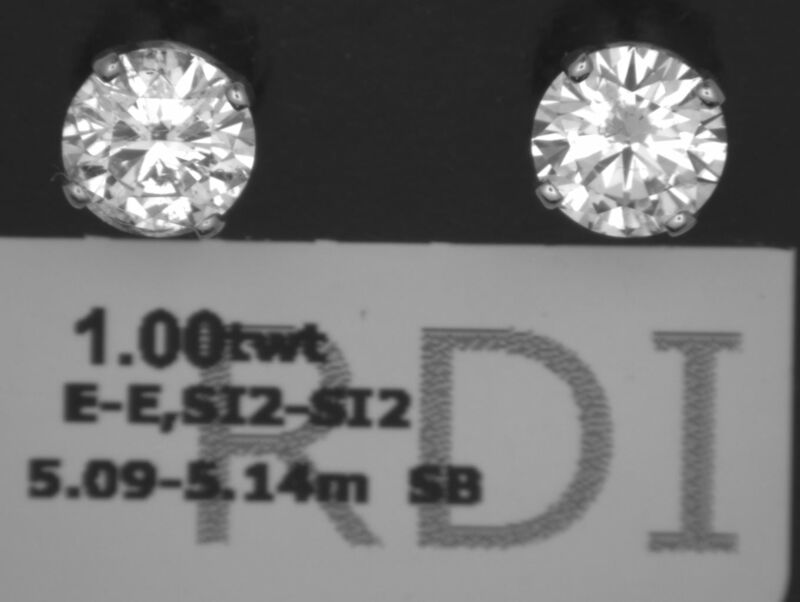 RDI
1.00twt
E-E,SI2-SI2
5.09-5.14m SB